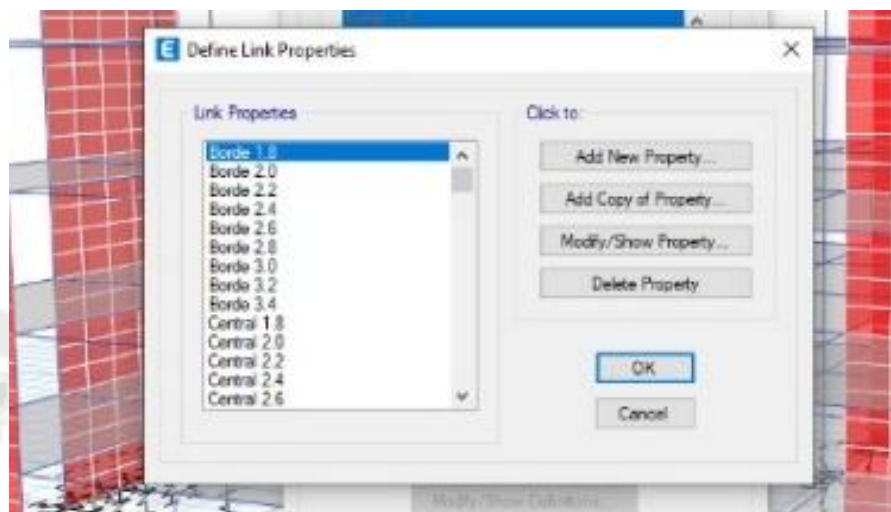 E Define Link Properties
Link Properties
Click to:
Borde 1.8
Borde 2.0
Borde 2.2
Borde 2.4
Borde 2.6
Borde 2.8
Borde 3.0
Borde 3.2
Borde 3.4
Central 1.8
Central 2.0
Central 2.2
Central 2.4
Central 2.6
Add New Property...
Add Copy of Property...
Modify/Show Property...
Delete Property
OK
Cancel
Modify/Show Definitions...